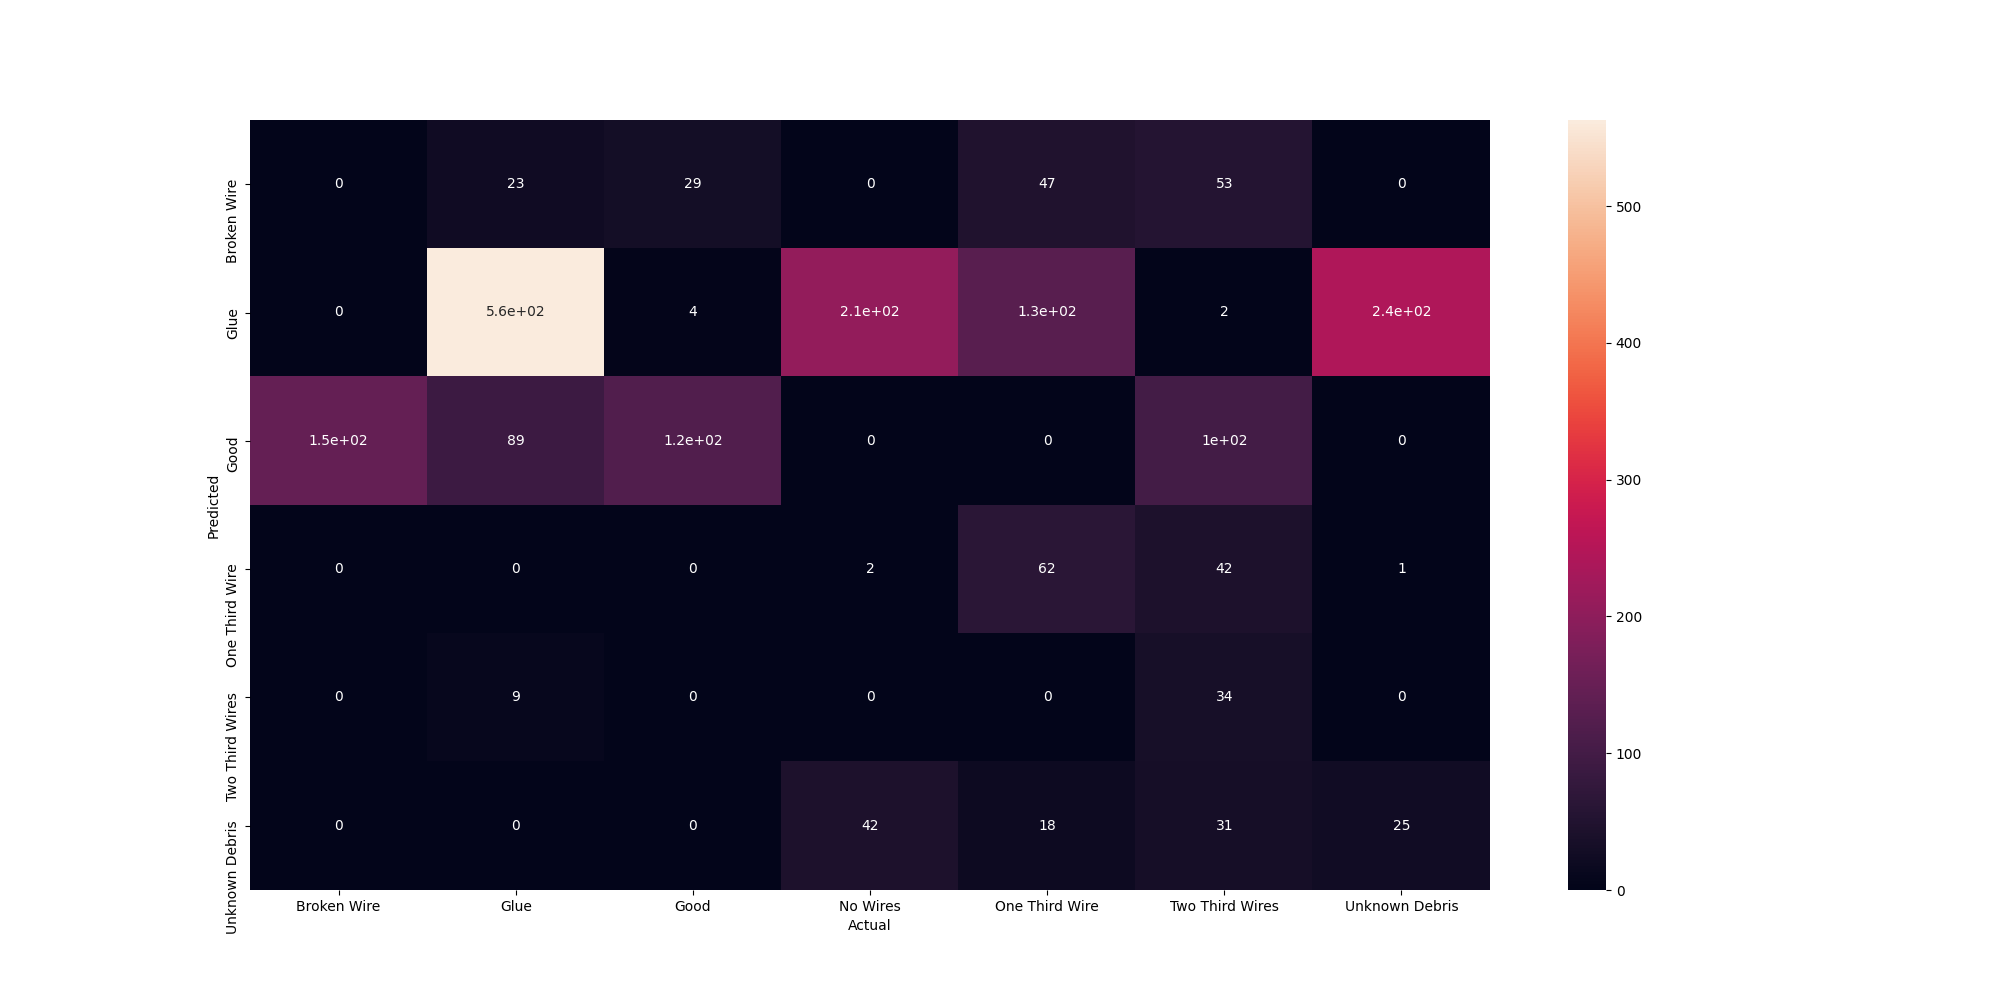 Broken Wire 0 23 29 0 47 53 0
Glue 0 5.6e+02 4 2.1e+02 1.3e+02 2 2.4e+02
Good 1.5e+02 89 1.2e+02 0 0 1e+02 0
One Third Wire 0 0 0 2 62 42 1
Two Third Wires 0 9 0 0 0 34 0
Unknown Debris 0 0 0 42 18 31 25
Predicted
Broken Wire Glue Good No Wires One Third Wire Two Third Wires Unknown Debris
Actual
500
400
300
200
100
0